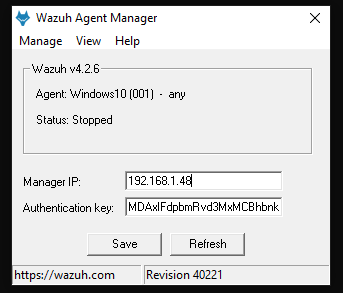 Wazuh Agent Manager
Manage View Help
Wazuh v4.2.6
Agent: Windows10 (001) - any
Status: Stopped
Manager IP: 192.168.1.48
Authentication key: MDAxIFdpbmRvd3MxMCBhbnk
Save Refresh
https://wazuh.com Revision 40221